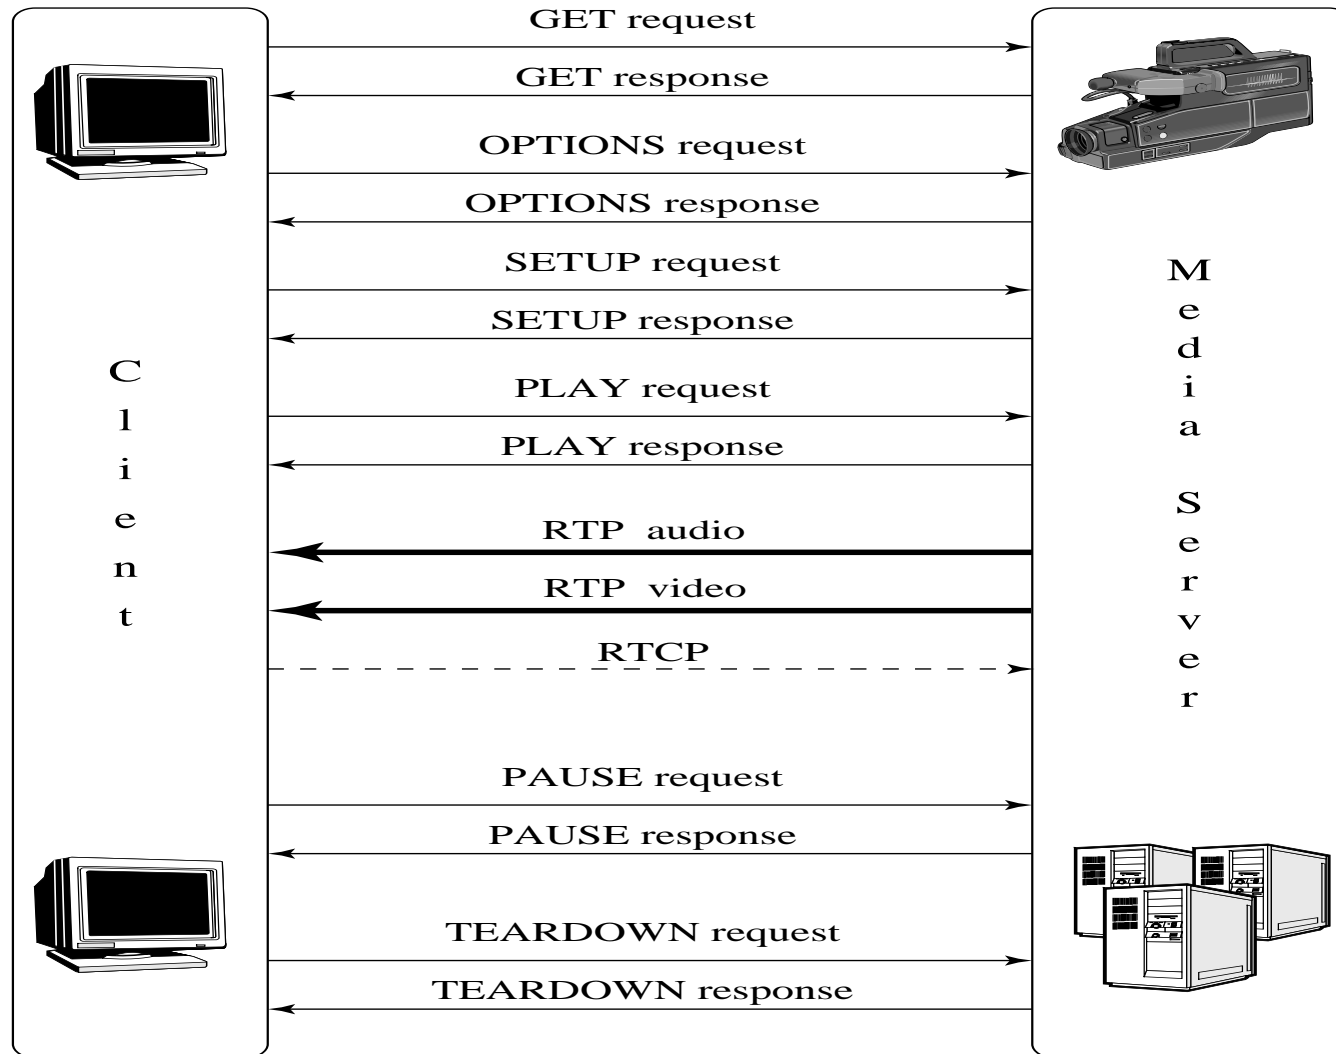 GET request
GET response
OPTIONS request
OPTIONS response
SETUP request
SETUP response
PLAY request
PLAY response
RTP audio
RTP video
RTCP
PAUSE request
PAUSE response
TEARDOWN request
TEARDOWN response
Client
Media Server